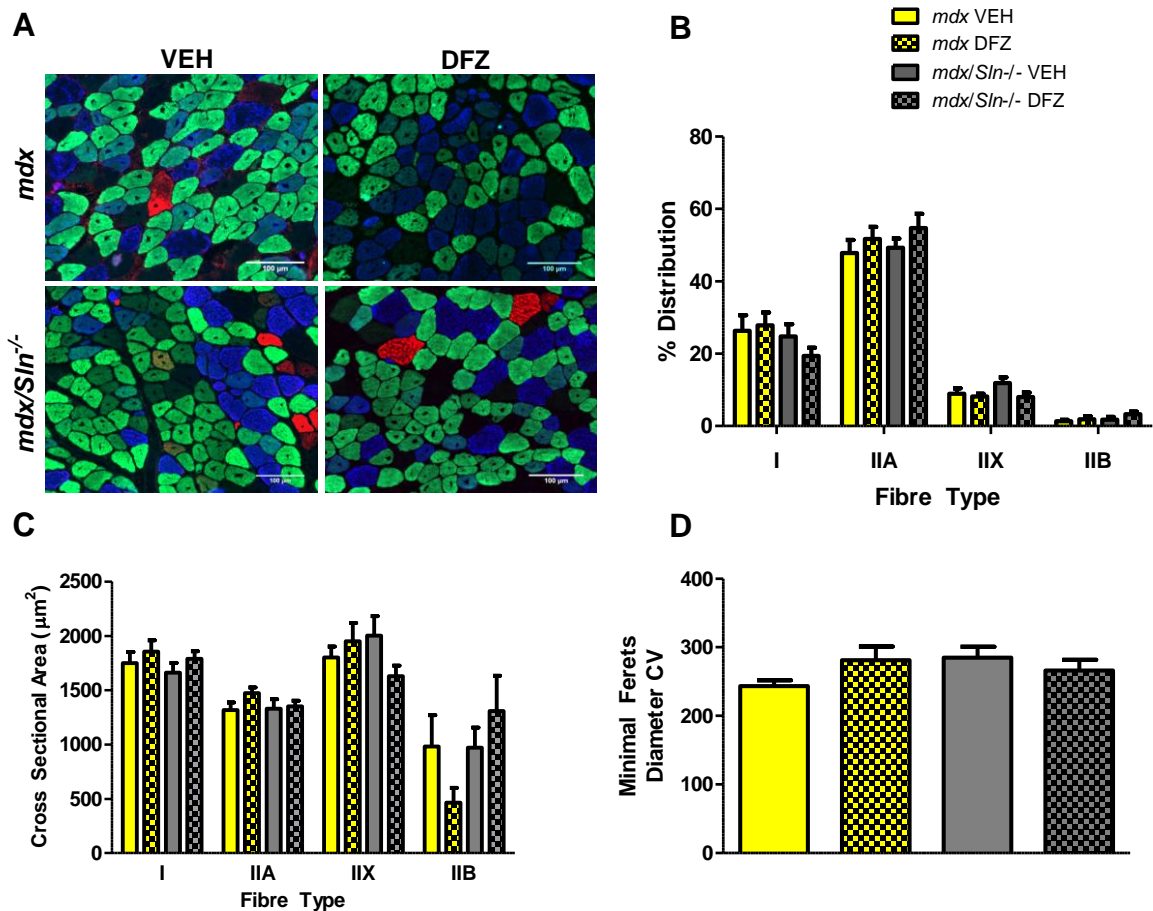 A
VEH
DFZ
mdx
mdx/Sln-/-
100 µm
100 µm
100 µm
100 µm
B
mdx VEH
mdx DFZ
mdx/Sln-/- VEH
mdx/Sln-/- DFZ
% Distribution
80
60
40
20
0
I IIA IIX IIB
Fibre Type
C
Cross Sectional Area (µm²)
2500
2000
1500
1000
500
0
I IIA IIX IIB
Fibre Type
D
Minimal Ferets
Diameter CV
400
300
200
100
0